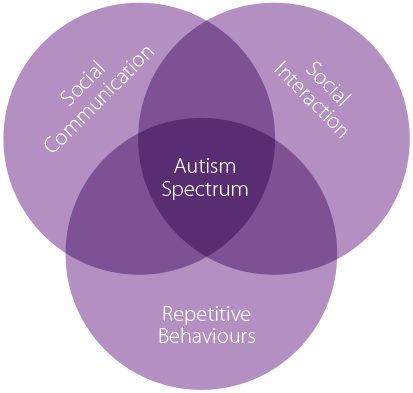 Social
Communication
Social
Interaction
Autism
Spectrum
Repetitive
Behaviours